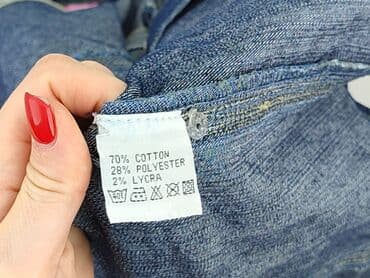 70% COTTON
28% POLYESTER
2% LYCRA